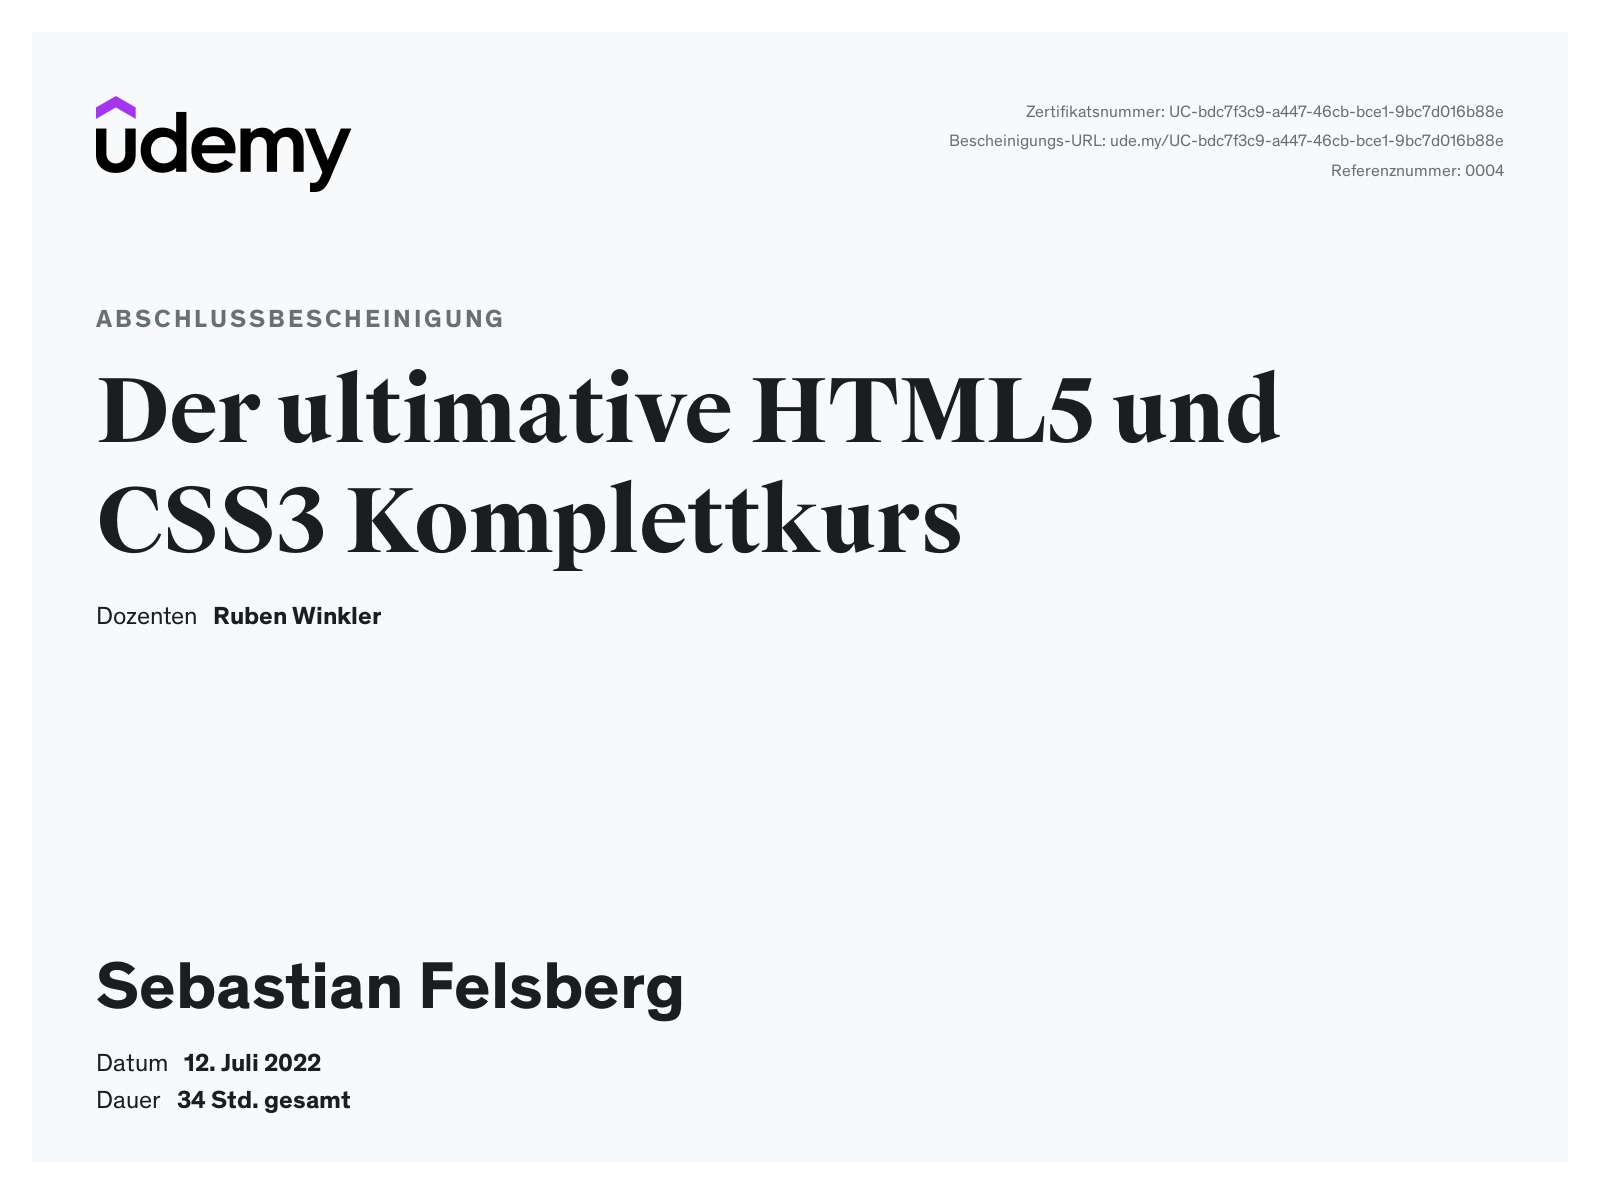 udemy
Zertifikatsnummer: UC-bdc7f3c9-a447-46cb-bce1-9bc7d016b88e
Bescheinigungs-URL: ude.my/UC-bdc7f3c9-a447-46cb-bce1-9bc7d016b88e
Referenznummer: 0004
ABSCHLUSSBESCHEINIGUNG
Der ultimative HTML5 und
CSS3 Komplettkurs
Dozenten Ruben Winkler
Sebastian Felsberg
Datum 12. Juli 2022
Dauer 34 Std. gesamt